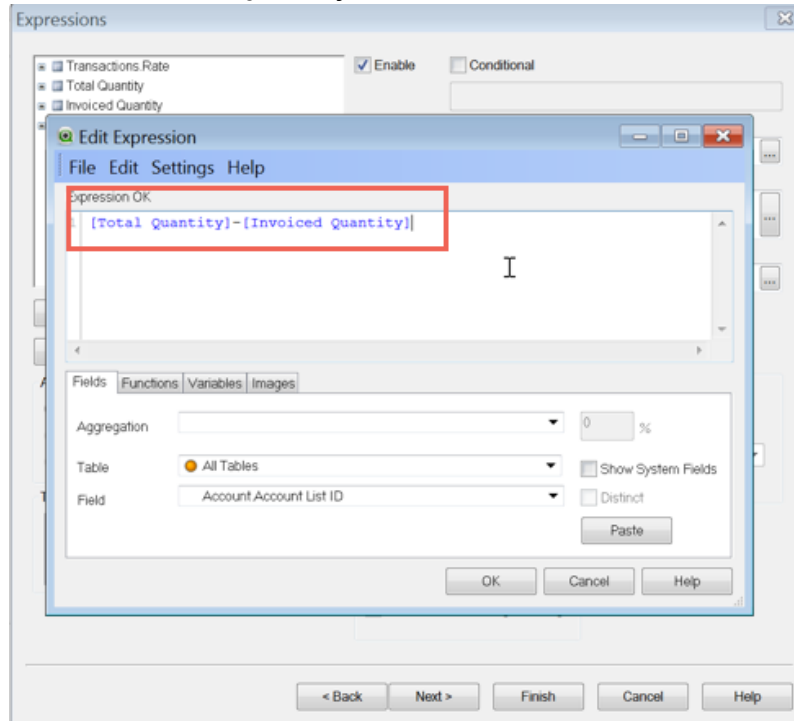 Expressions
Transactions.Rate
Enable
Conditional
Total Quantity
Invoiced Quantity
Edit Expression
File Edit Settings Help
Expression OK
1 [Total Quantity]-[Invoiced Quantity]
Fields Functions Variables Images
Aggregation
0 %
Table
All Tables
Show System Fields
Field
Account.Account List ID
Distinct
Paste
OK Cancel Help
< Back Next > Finish Cancel Help